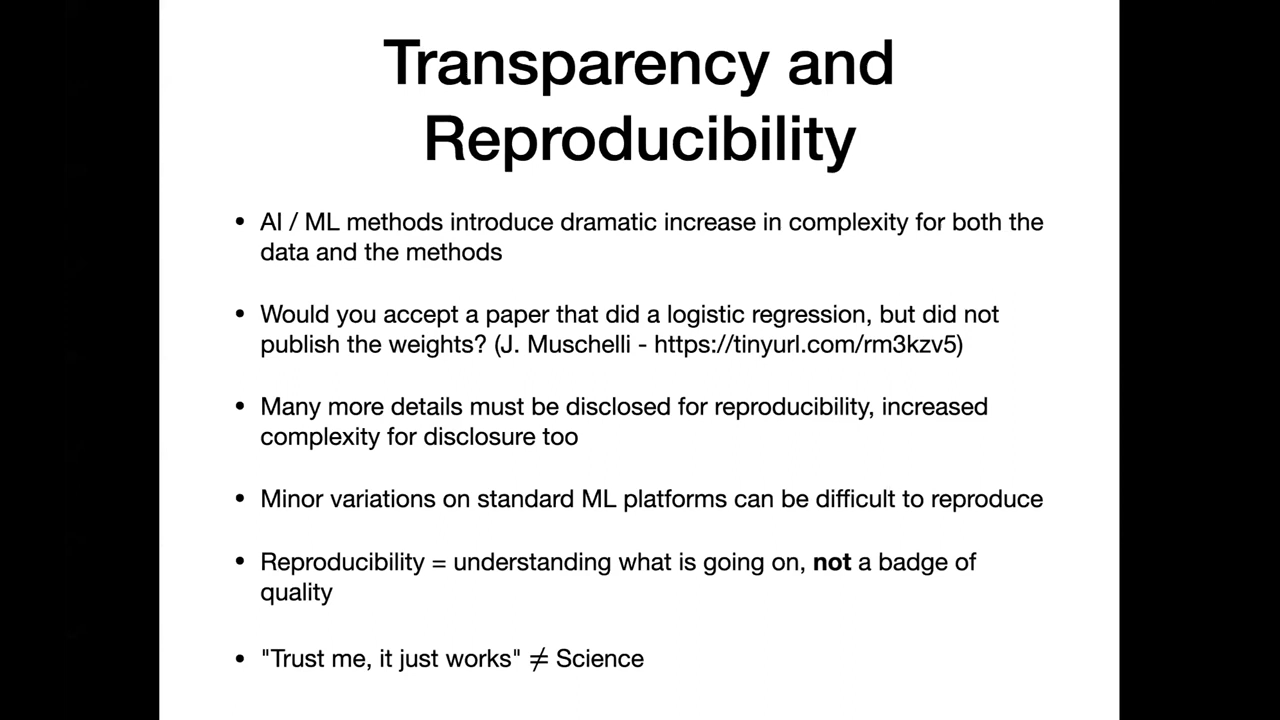 Transparency and
Reproducibility
• AI / ML methods introduce dramatic increase in complexity for both the
data and the methods
• Would you accept a paper that did a logistic regression, but did not
publish the weights? (J. Muschelli - https://tinyurl.com/rm3kzv5)
• Many more details must be disclosed for reproducibility, increased
complexity for disclosure too
• Minor variations on standard ML platforms can be difficult to reproduce
• Reproducibility = understanding what is going on, not a badge of
quality
• "Trust me, it just works" ≠ Science